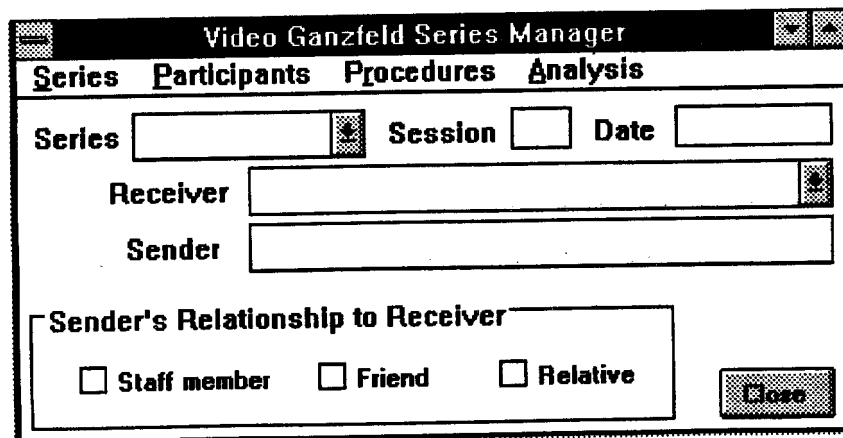 Video Ganzfeld Series Manager
Series Participants Procedures Analysis
Series Session Date
Receiver
Sender
Sender's Relationship to Receiver
Staff member Friend Relative
Close